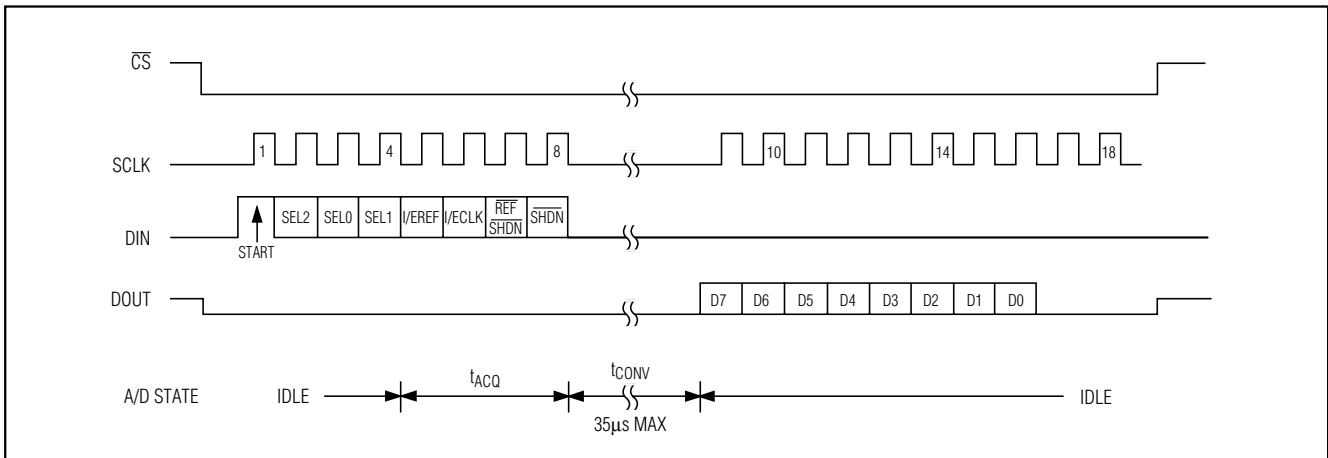 CS
SCLK 1 4 8 10 14 18
DIN SEL2 SEL0 SEL1 I/EREF I/ECLK REF SHDN SHDN
START
DOUT D7 D6 D5 D4 D3 D2 D1 D0
A/D STATE IDLE tACQ tCONV IDLE
35µs MAX